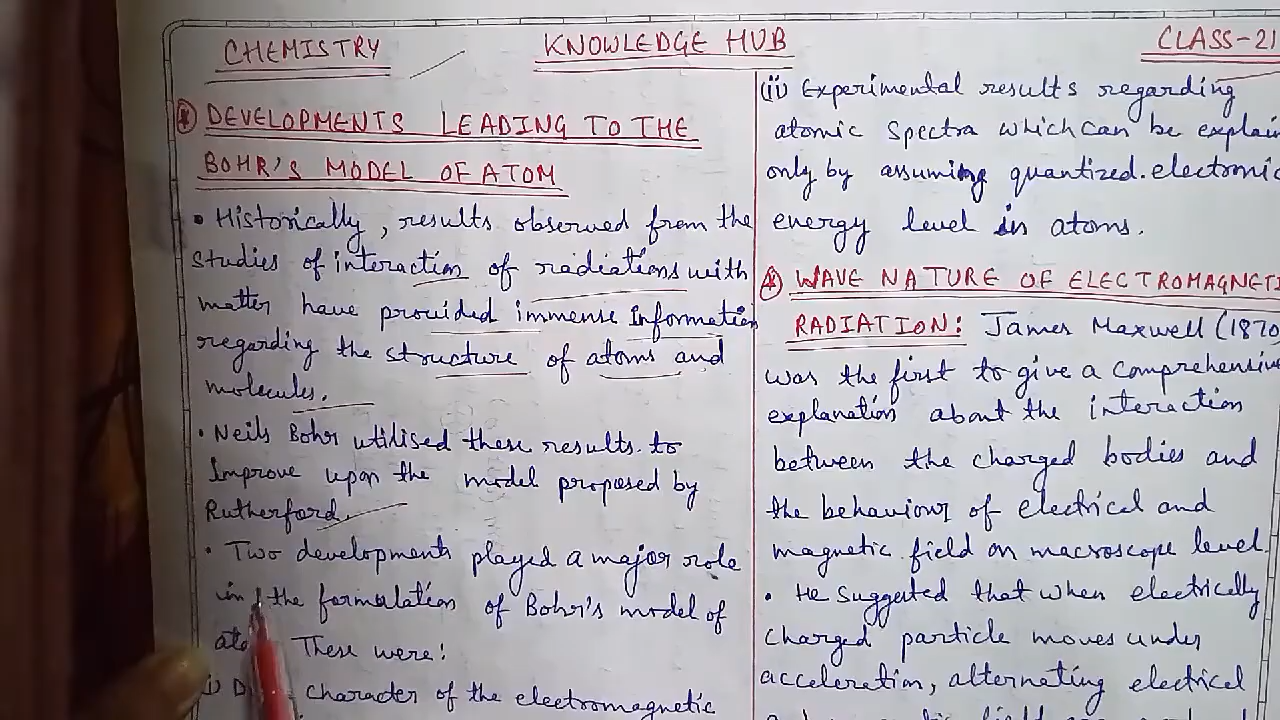 CHEMISTRY KNOWLEDGE HUB CLASS-21
DEVELOPMENTS LEADING TO THE
BOHR'S MODEL OF ATOM
• Historically, results observed from the
studies of interaction of radiations with
matter have provided immense information
regarding the structure of atoms and
molecules.
• Neils Bohr utilised these results to
Improve upon the model proposed by
Rutherford.
• Two developments played a major role
in the formulation of Bohr's model of
These were:
i) character of the electromagnetic
(ii) Experimental results regarding
atomic spectra which can be explai
only by assuming quantized electronic
energy level in atoms.
WAVE NATURE OF ELECTROMAGNETI
RADIATION: James Maxwell (1870
was the first to give a comprehensive
explanation about the interaction
between the charged bodies and
the behaviour of electrical and
magnetic field on macroscope level.
• He suggested that when electrically
charged particle moves under
acceleration, alternating electrical